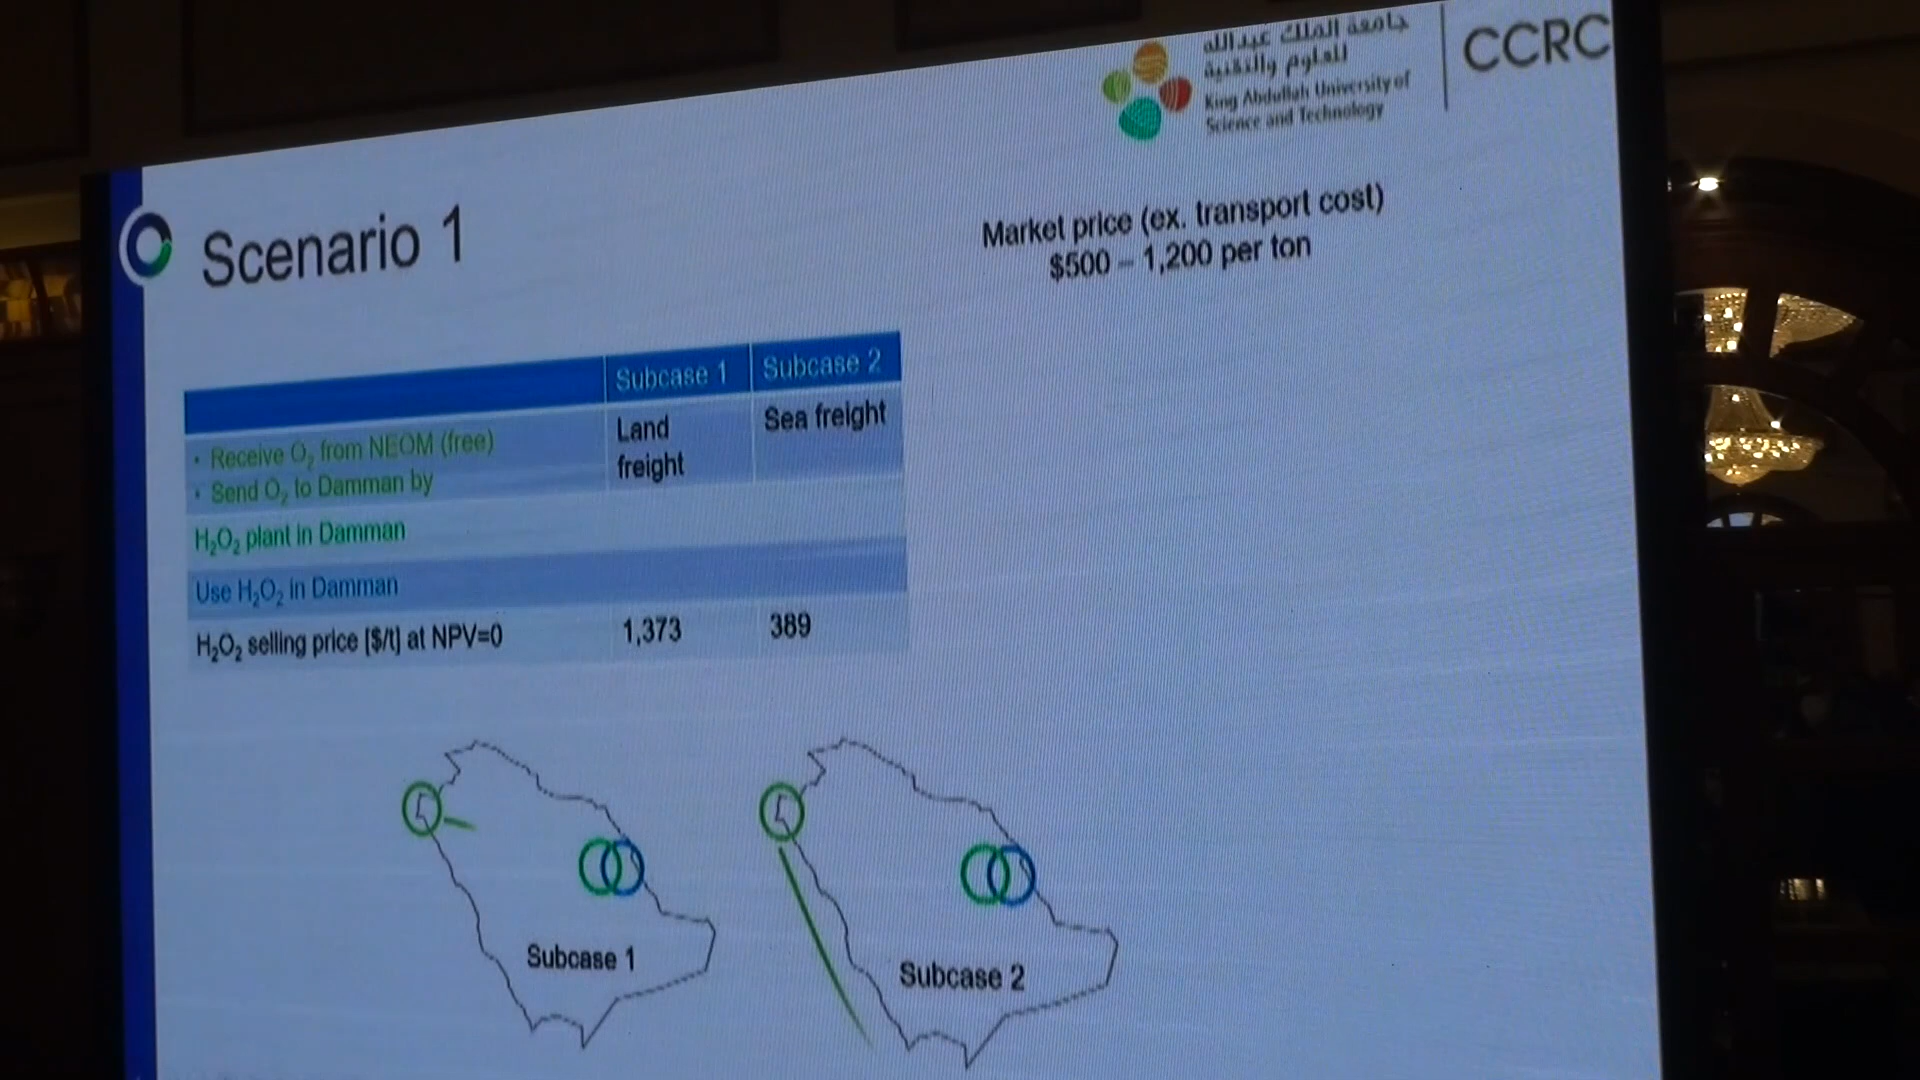 جامعة الملك عبدالله
للعلوم والتقنية
King Abdullah University of
Science and Technology
CCRC
Scenario 1
Market price (ex. transport cost)
$500 – 1,200 per ton
Subcase 1
Subcase 2
• Receive O₂ from NEOM (free)
• Send O₂ to Damman by
Land
freight
Sea freight
H₂O₂ plant in Damman
Use H₂O₂ in Damman
H₂O₂ selling price [$/t] at NPV=0
1,373
389
Subcase 1
Subcase 2